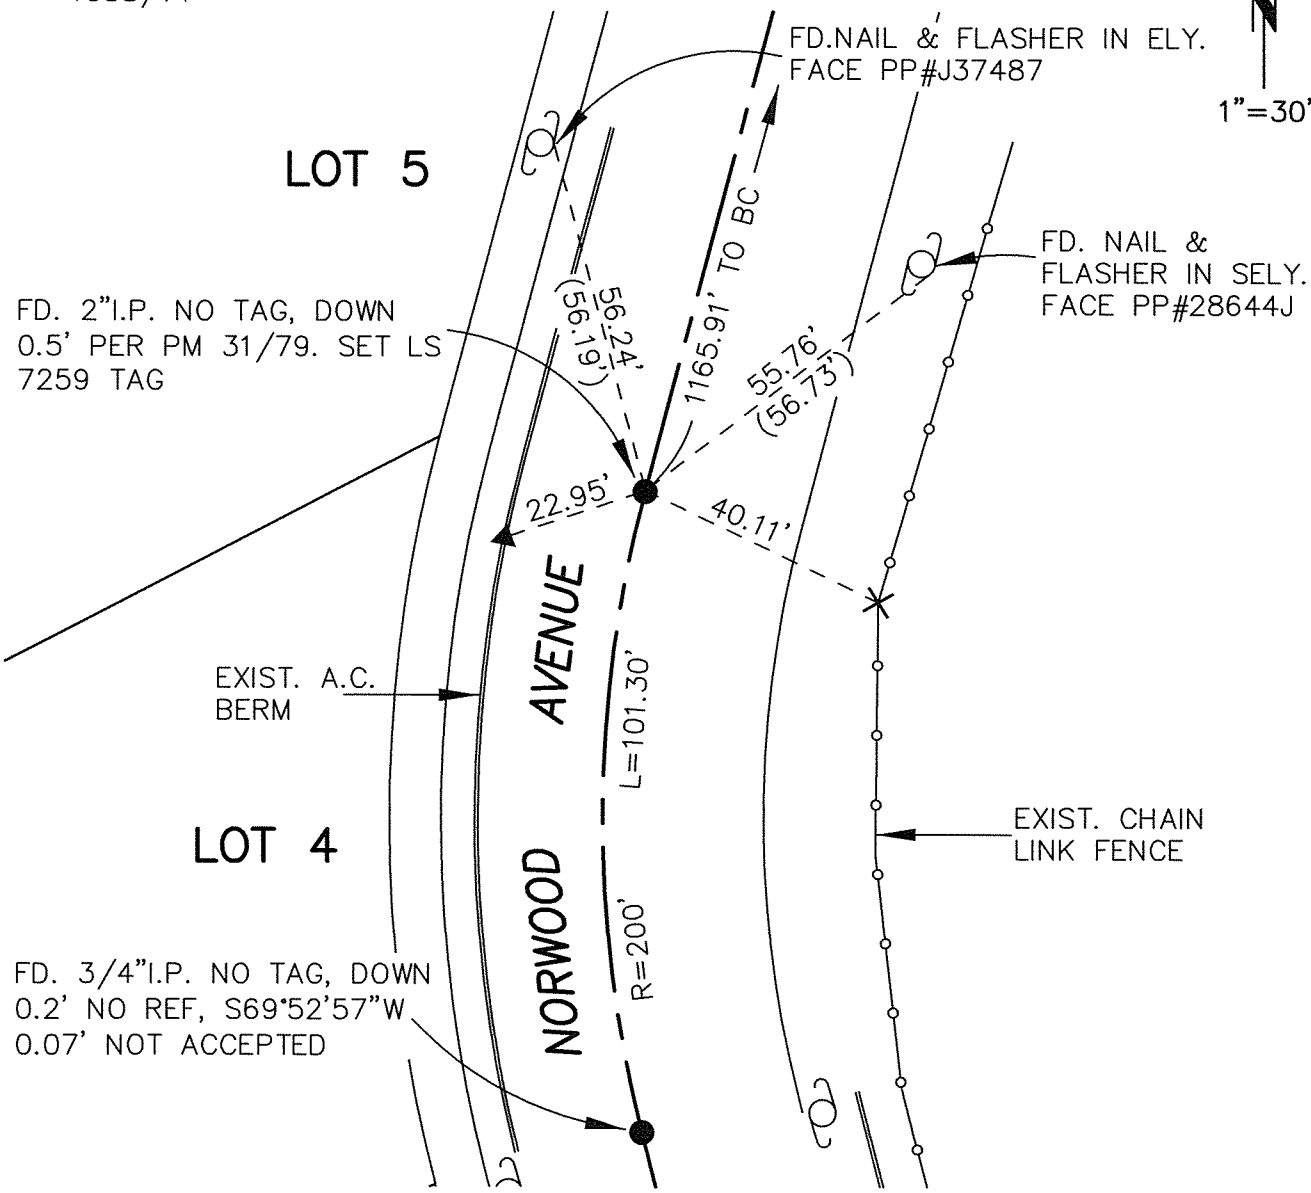 N
1"=30'
FD.NAIL & FLASHER IN ELY.
FACE PP#J37487
LOT 5
1165.91' TO BC
FD. NAIL &
FLASHER IN SELY.
FACE PP#28644J
FD. 2"I.P. NO TAG, DOWN
0.5' PER PM 31/79. SET LS
7259 TAG
56.24'
(56.19')
55.76'
(56.73')
22.95'
40.11'
NORWOOD AVENUE
EXIST. A.C.
BERM
L=101.30'
LOT 4
EXIST. CHAIN
LINK FENCE
R=200'
FD. 3/4"I.P. NO TAG, DOWN
0.2' NO REF, S69°52'57"W
0.07' NOT ACCEPTED